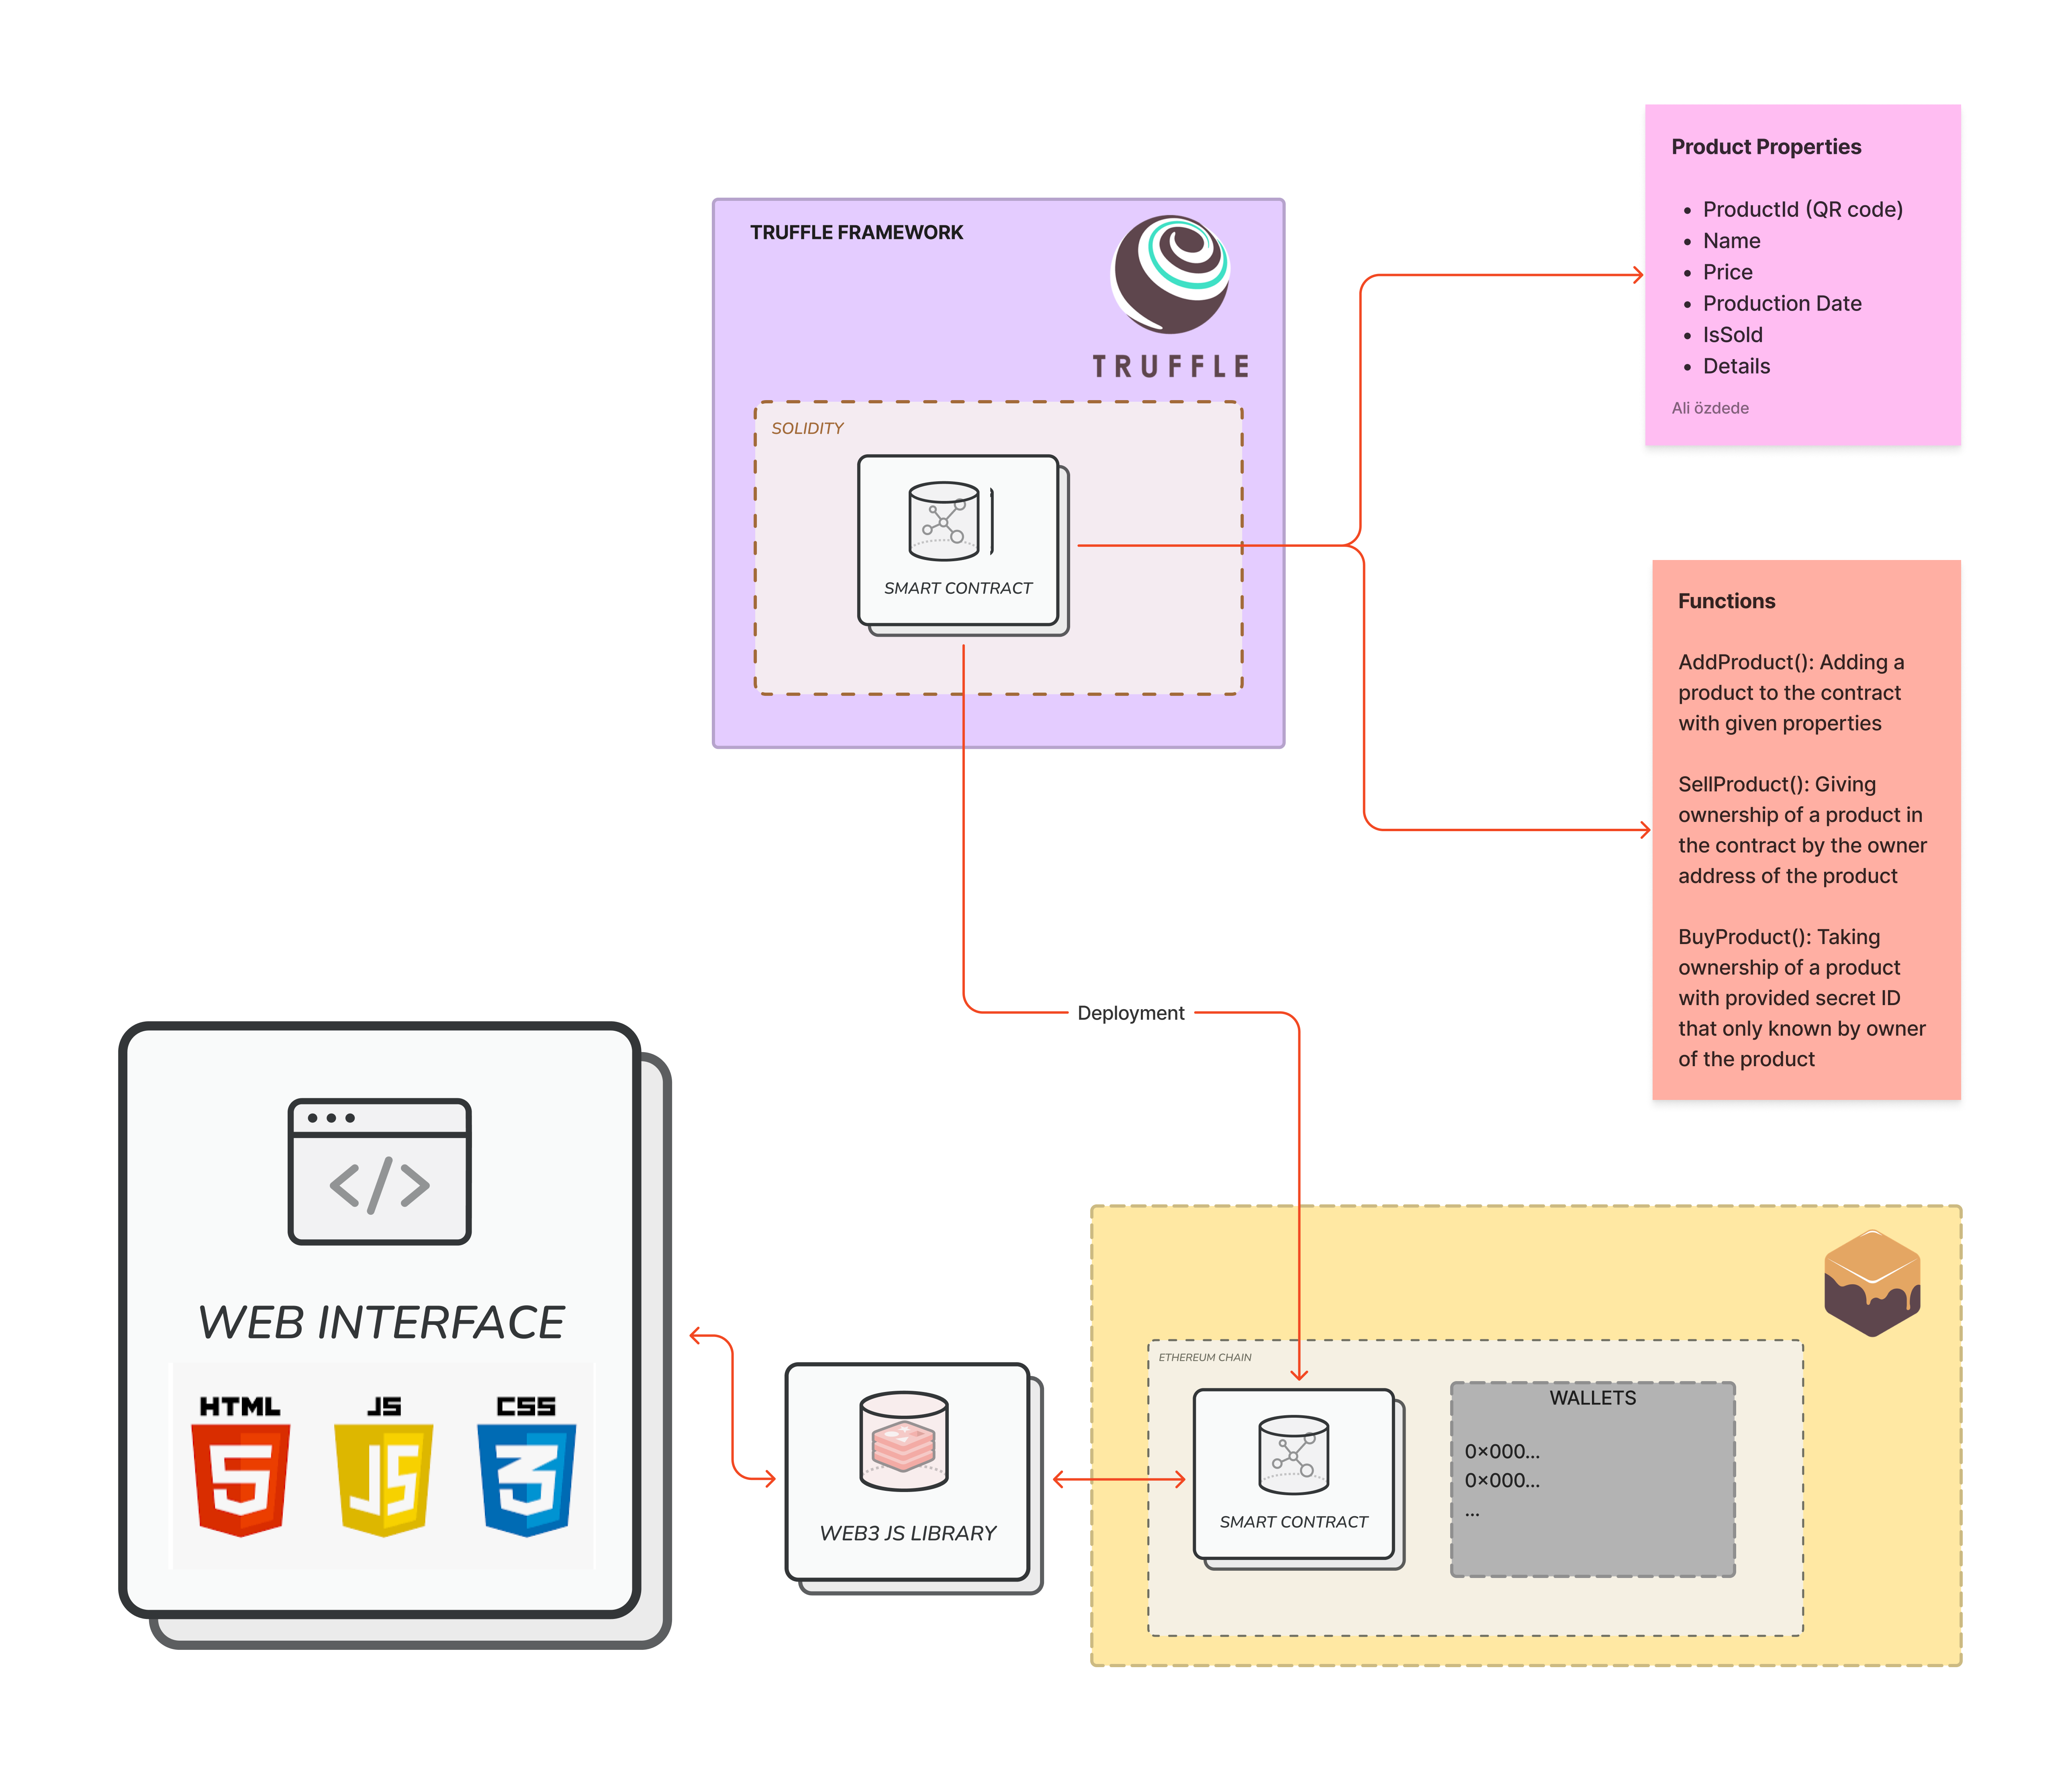 TRUFFLE FRAMEWORK
TRUFFLE
SOLIDITY
SMART CONTRACT
Product Properties
• ProductId (QR code)
• Name
• Price
• Production Date
• IsSold
• Details
Ali özdede
Functions
AddProduct(): Adding a
product to the contract
with given properties
SellProduct(): Giving
ownership of a product in
the contract by the owner
address of the product
BuyProduct(): Taking
ownership of a product
with provided secret ID
that only known by owner
of the product
Deployment
WEB INTERFACE
HTML
JS
CSS
5
JS
3
WEB3 JS LIBRARY
ETHEREUM CHAIN
SMART CONTRACT
WALLETS
0×000...
0×000...
...